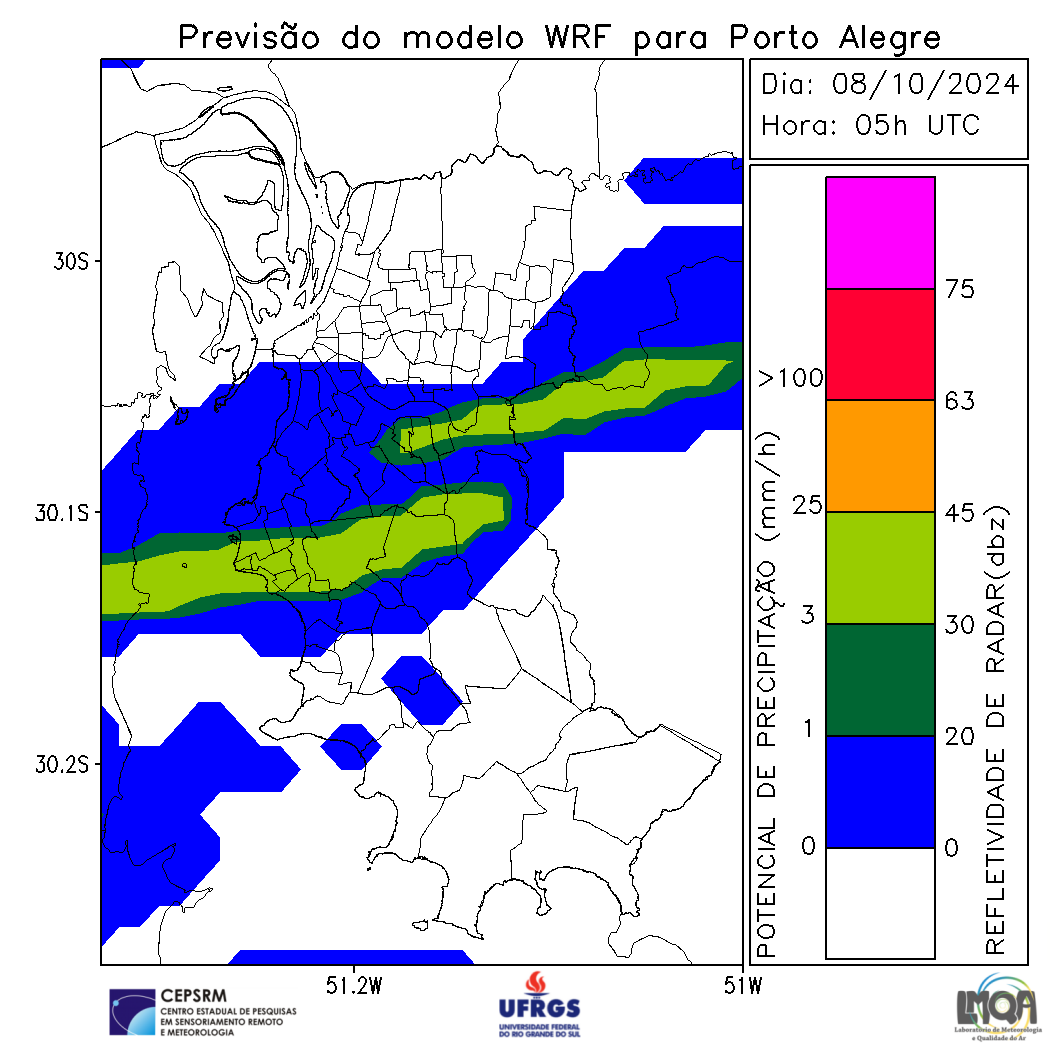 Previsão do modelo WRF para Porto Alegre
Dia: 08/10/2024
Hora: 05h UTC
30S
30.1S
30.2S
51.2W
51W
POTENCIAL DE PRECIPITAÇÃO (mm/h)
>100
25
3
1
0
75
63
45
30
20
0
REFLETIVIDADE DE RADAR(dbz)
CEPSRM
CENTRO ESTADUAL DE PESQUISAS
EM SENSORIAMENTO REMOTO
E METEOROLOGIA
UFRGS
UNIVERSIDADE FEDERAL
DO RIO GRANDE DO SUL
LMQA
Laboratório de Meteorologia
e Qualidade do Ar